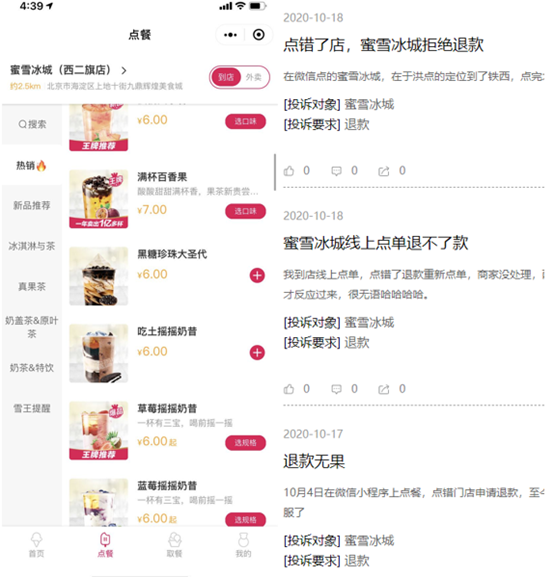 4:39
点餐
蜜雪冰城（西二旗店）
约2.5km 北京市海淀区上地十街九鼎辉煌美食城
到店 外卖
搜索
热销
新品推荐
冰淇淋与茶
真果茶
奶盖茶&原叶
茶
奶茶&特饮
雪王提醒
王牌推荐
¥6.00
选口味
满杯百香果
酸酸甜甜满杯香，果茶新贵尝...
¥7.00
选口味
一年卖出1亿多杯
黑糖珍珠大圣代
¥6.00
吃土摇摇奶昔
¥6.00
草莓摇摇奶昔
一杯有三宝，喝前摇一摇
¥6.00起
选规格
王牌推荐
蓝莓摇摇奶昔
一杯有三宝，喝前摇一摇
¥6.00起
选规格
首页
点餐
取餐
我的
2020-10-18
点错了店，蜜雪冰城拒绝退款
在微信点的蜜雪冰城，在于洪点的定位到了铁西，点完
[投诉对象] 蜜雪冰城
[投诉要求] 退款
0 0 0
2020-10-18
蜜雪冰城线上点单退不了款
我到店线上点单，点错了退款重新点单，商家没处理，
才反应过来，很无语哈哈哈哈。
[投诉对象] 蜜雪冰城
[投诉要求] 退款
0 0 0
2020-10-17
退款无果
10月4日在微信小程序上点餐，点错门店申请退款，至
服了
[投诉对象] 蜜雪冰城
[投诉要求] 退款